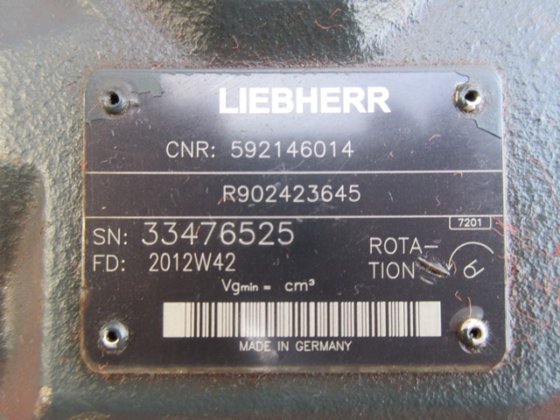 LIEBHERR
CNR: 592146014
R902423645
7201
SN: 33476525
ROTA-
FD: 2012W42
TION
Vgmin = cm³
MADE IN GERMANY